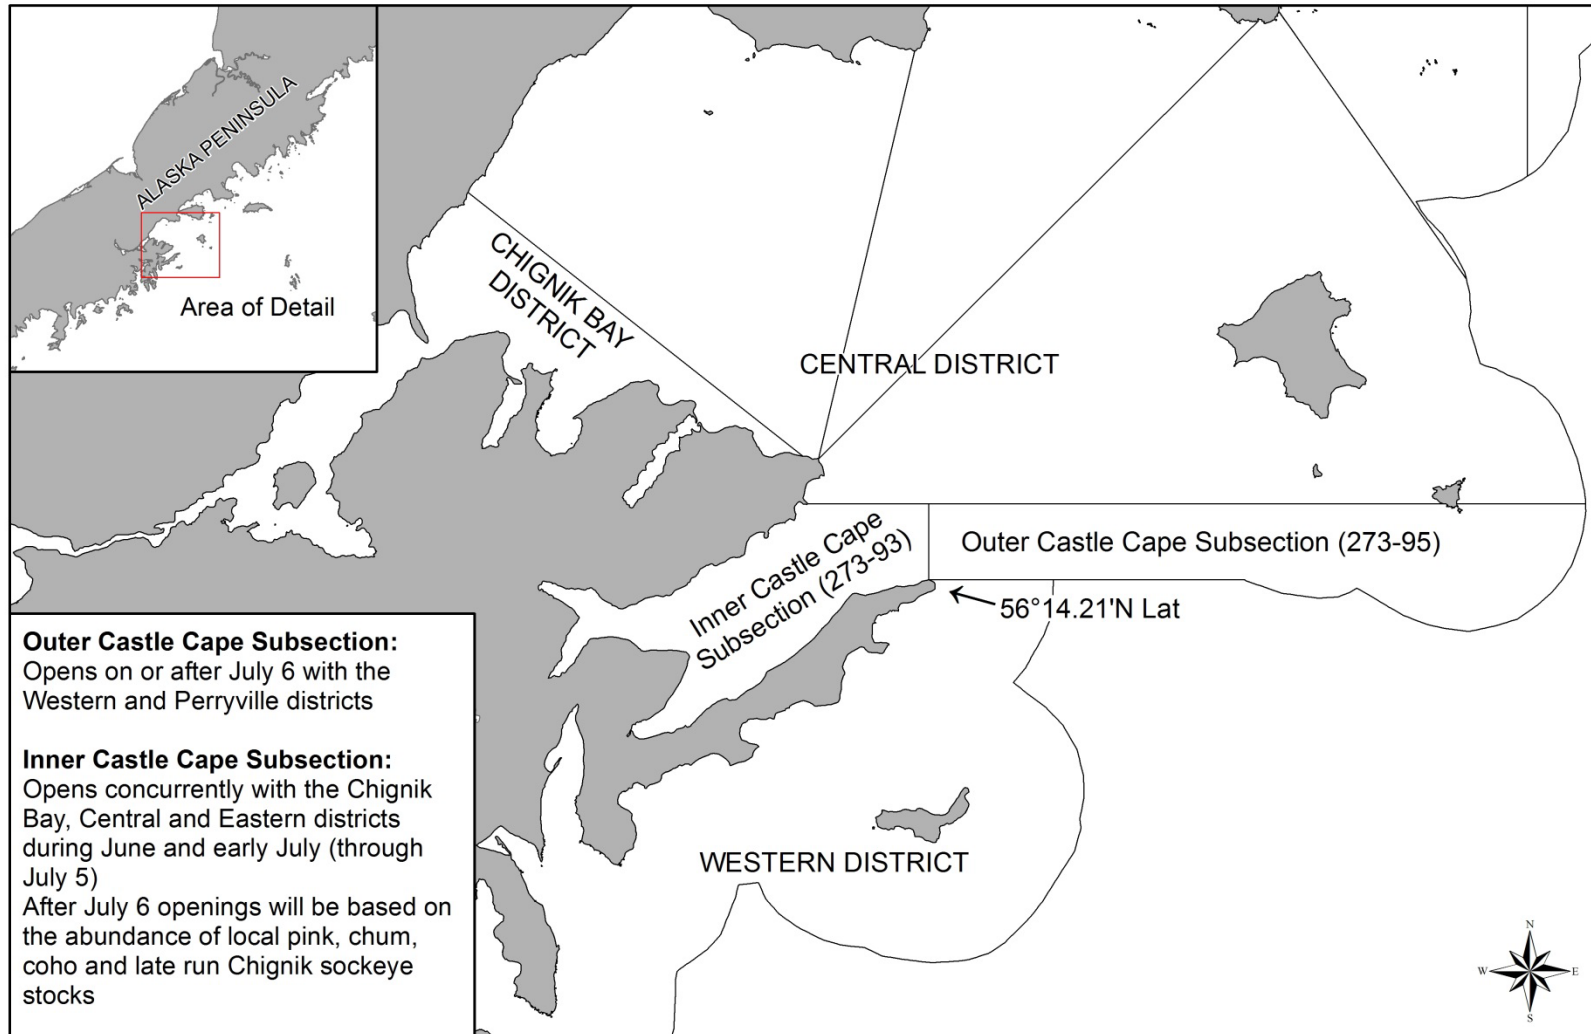 ALASKA PENINSULA
Area of Detail
CHIGNIK BAY
DISTRICT
CENTRAL DISTRICT
Inner Castle Cape
Subsection (273-93)
Outer Castle Cape Subsection (273-95)
56°14.21'N Lat
WESTERN DISTRICT
Outer Castle Cape Subsection:
Opens on or after July 6 with the
Western and Perryville districts
Inner Castle Cape Subsection:
Opens concurrently with the Chignik
Bay, Central and Eastern districts
during June and early July (through
July 5)
After July 6 openings will be based on
the abundance of local pink, chum,
coho and late run Chignik sockeye
stocks
N
W E
S